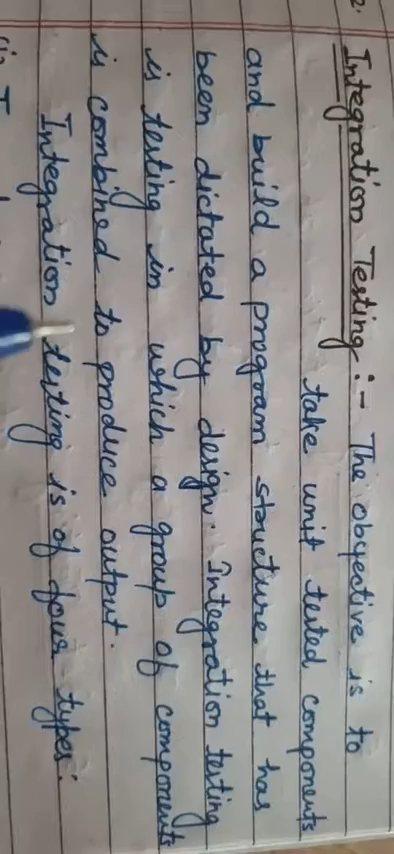 2. Integration Testing:- The obyective is to
take unit tested components
and build a program structure that has
been dictated by design. Integration testing
is testing in which a group of components
is combined to produce output.
Integration testing is of four types: